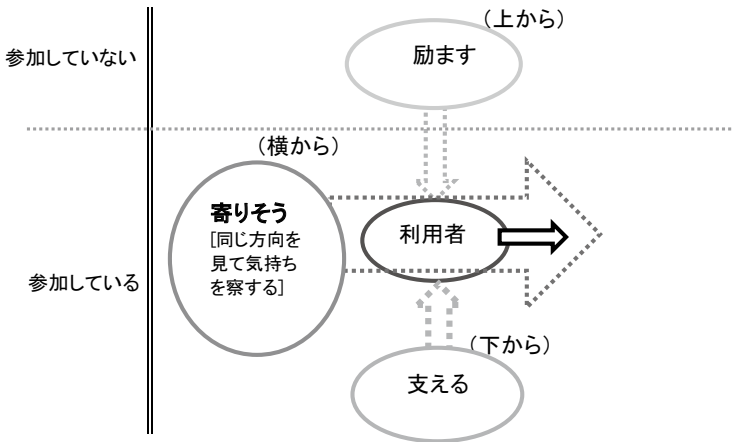 （上から）
参加していない
励ます
（横から）
寄りそう
[同じ方向を
見て気持ち
を察する]
利用者
参加している
（下から）
支える